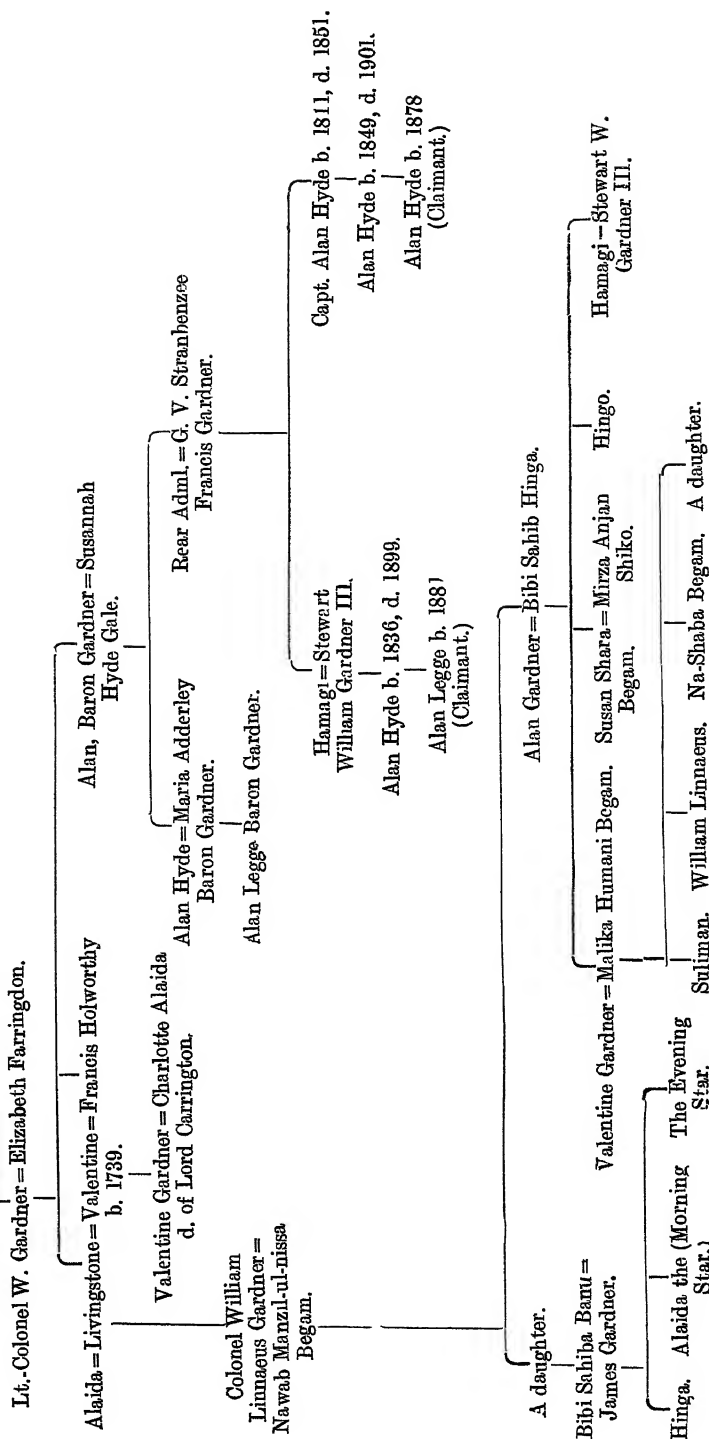 Lt.-Colonel W. Gardner = Elizabeth Farringdon.
Alaida = Livingstone = Valentine = Francis Holworthy
b. 1739.
Alan, Baron Gardner = Susannah
Hyde Gale.
Valentine Gardner = Charlotte Alaida
d. of Lord Carrington.
Alan Hyde = Maria Adderley
Baron Gardner.
Alan Legge Baron Gardner.
Rear Adml. = G. V. Stranbenzee
Francis Gardner.
Colonel William
Linnaeus Gardner =
Nawab Manzil-ul-nissa
Begam.
Hamagi = Stewart
William Gardner III.
Alan Hyde b. 1836, d. 1899.
Alan Legge b. 1881
(Claimant.)
Capt. Alan Hyde b. 1811, d. 1851.
Alan Hyde b. 1849, d. 1901.
Alan Hyde b. 1878
(Claimant.)
A daughter.
Bibi Sahiba Banu =
James Gardner.
Alan Gardner = Bibi Sahib Hinga.
Valentine Gardner = Malika Humani Begam.
Susan Shara = Mirza Anjan
Begam. Shiko.
Hingo.
Hamagi – Stewart W.
Gardner III.
Hinga. Alaida the (Morning
Star.)
The Evening
Star.
Suliman. William Linnaeus. Na-Shaba Begam. A daughter.